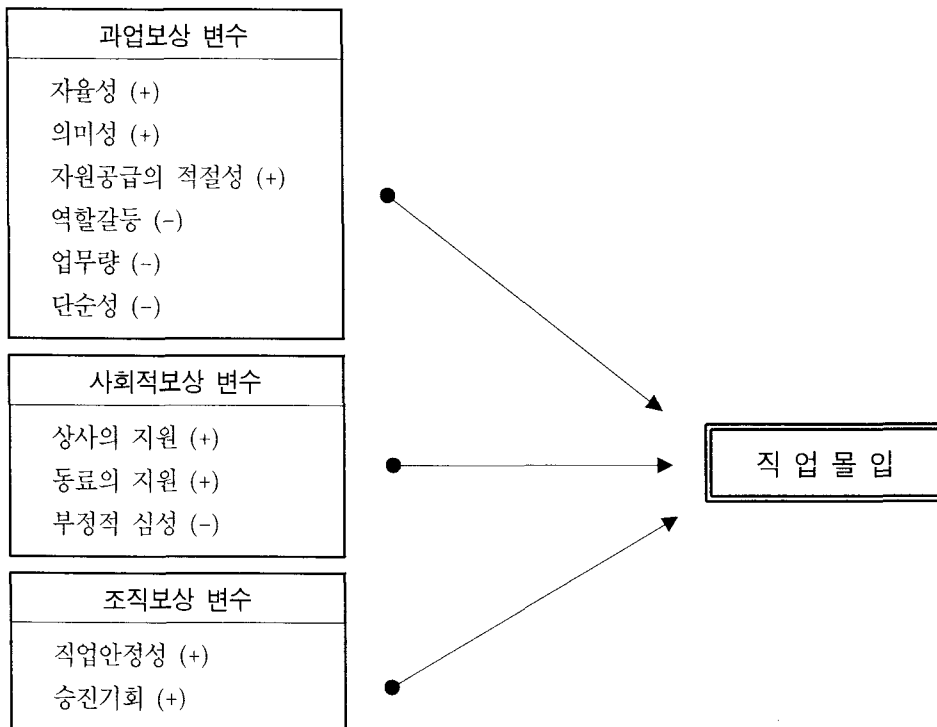 과업보상 변수
자율성 (+)
의미성 (+)
자원공급의 적절성 (+)
역할갈등 (-)
업무량 (-)
단순성 (-)
사회적보상 변수
상사의 지원 (+)
동료의 지원 (+)
부정적 심성 (-)
조직보상 변수
직업안정성 (+)
승진기회 (+)
직 업 몰 입